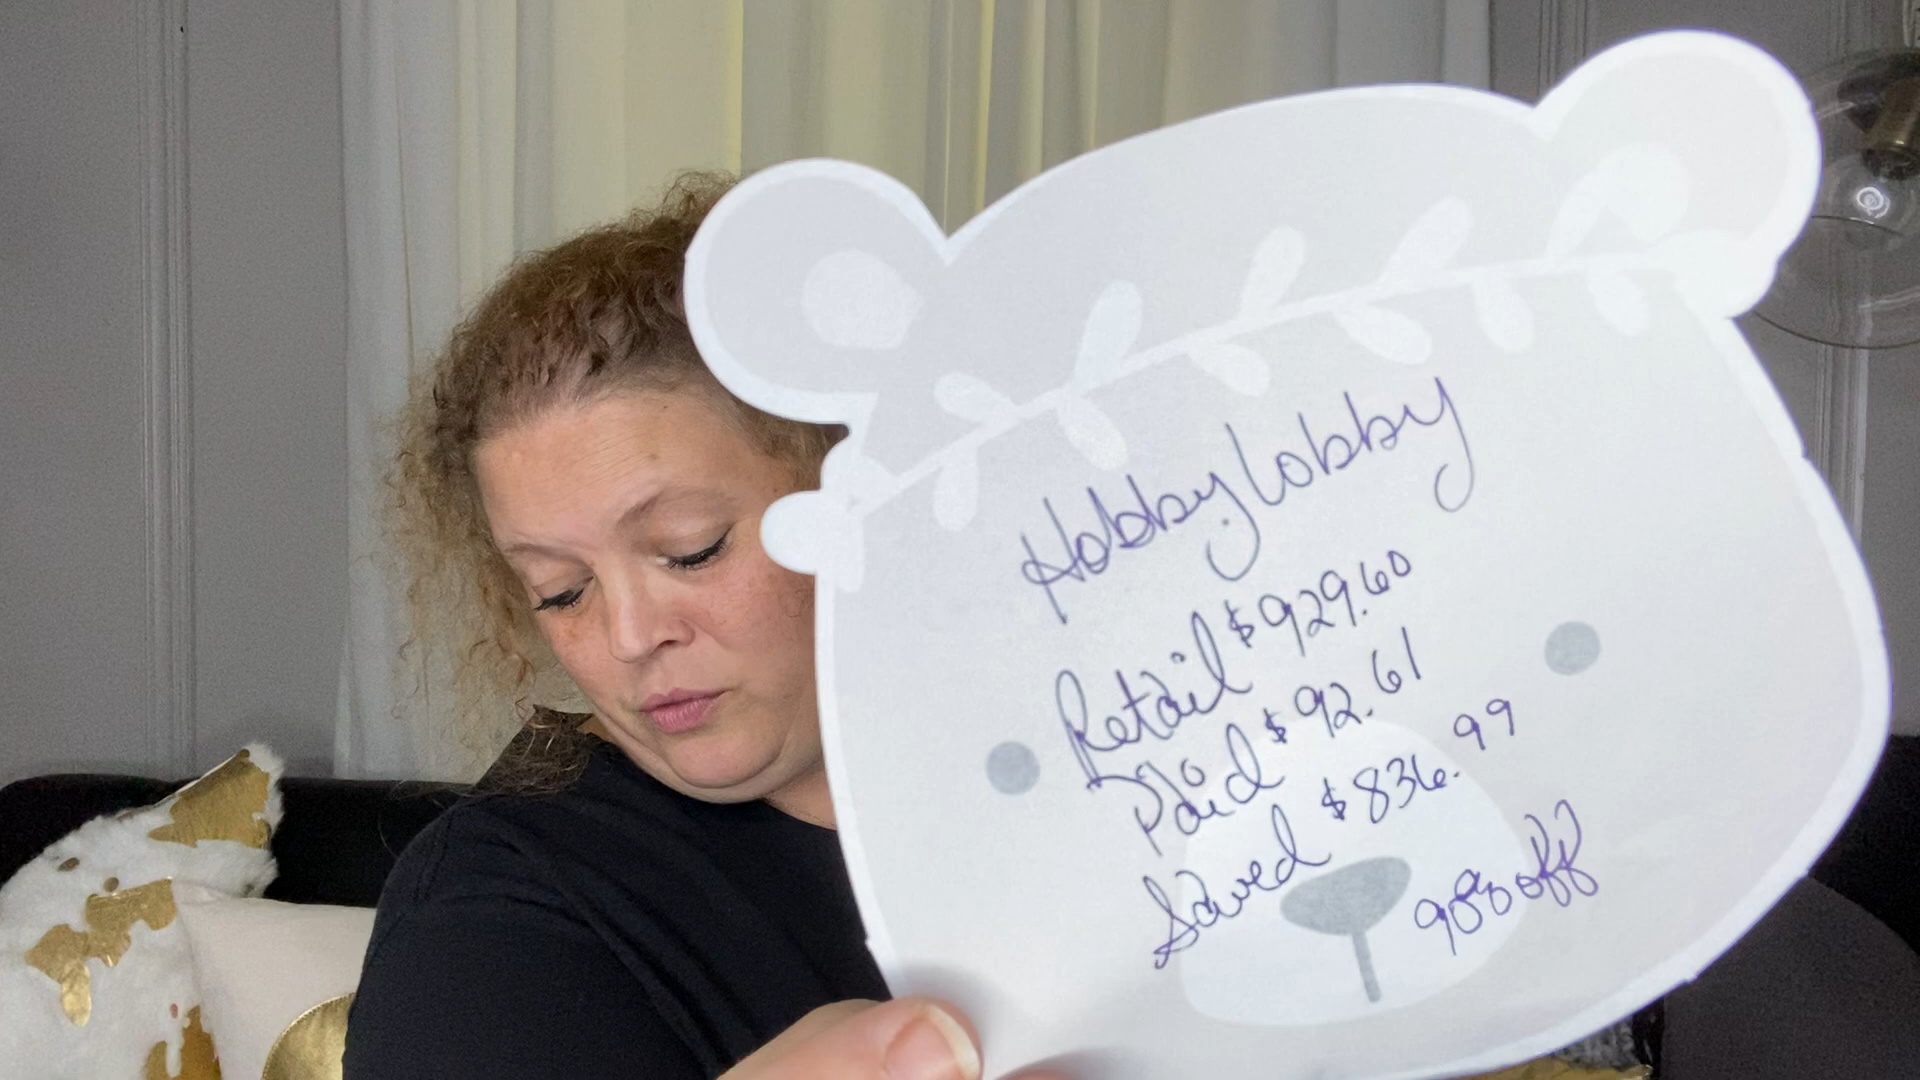 Hobby Lobby
Retail $929.60
Paid $92.61
Saved $836.99
90% off